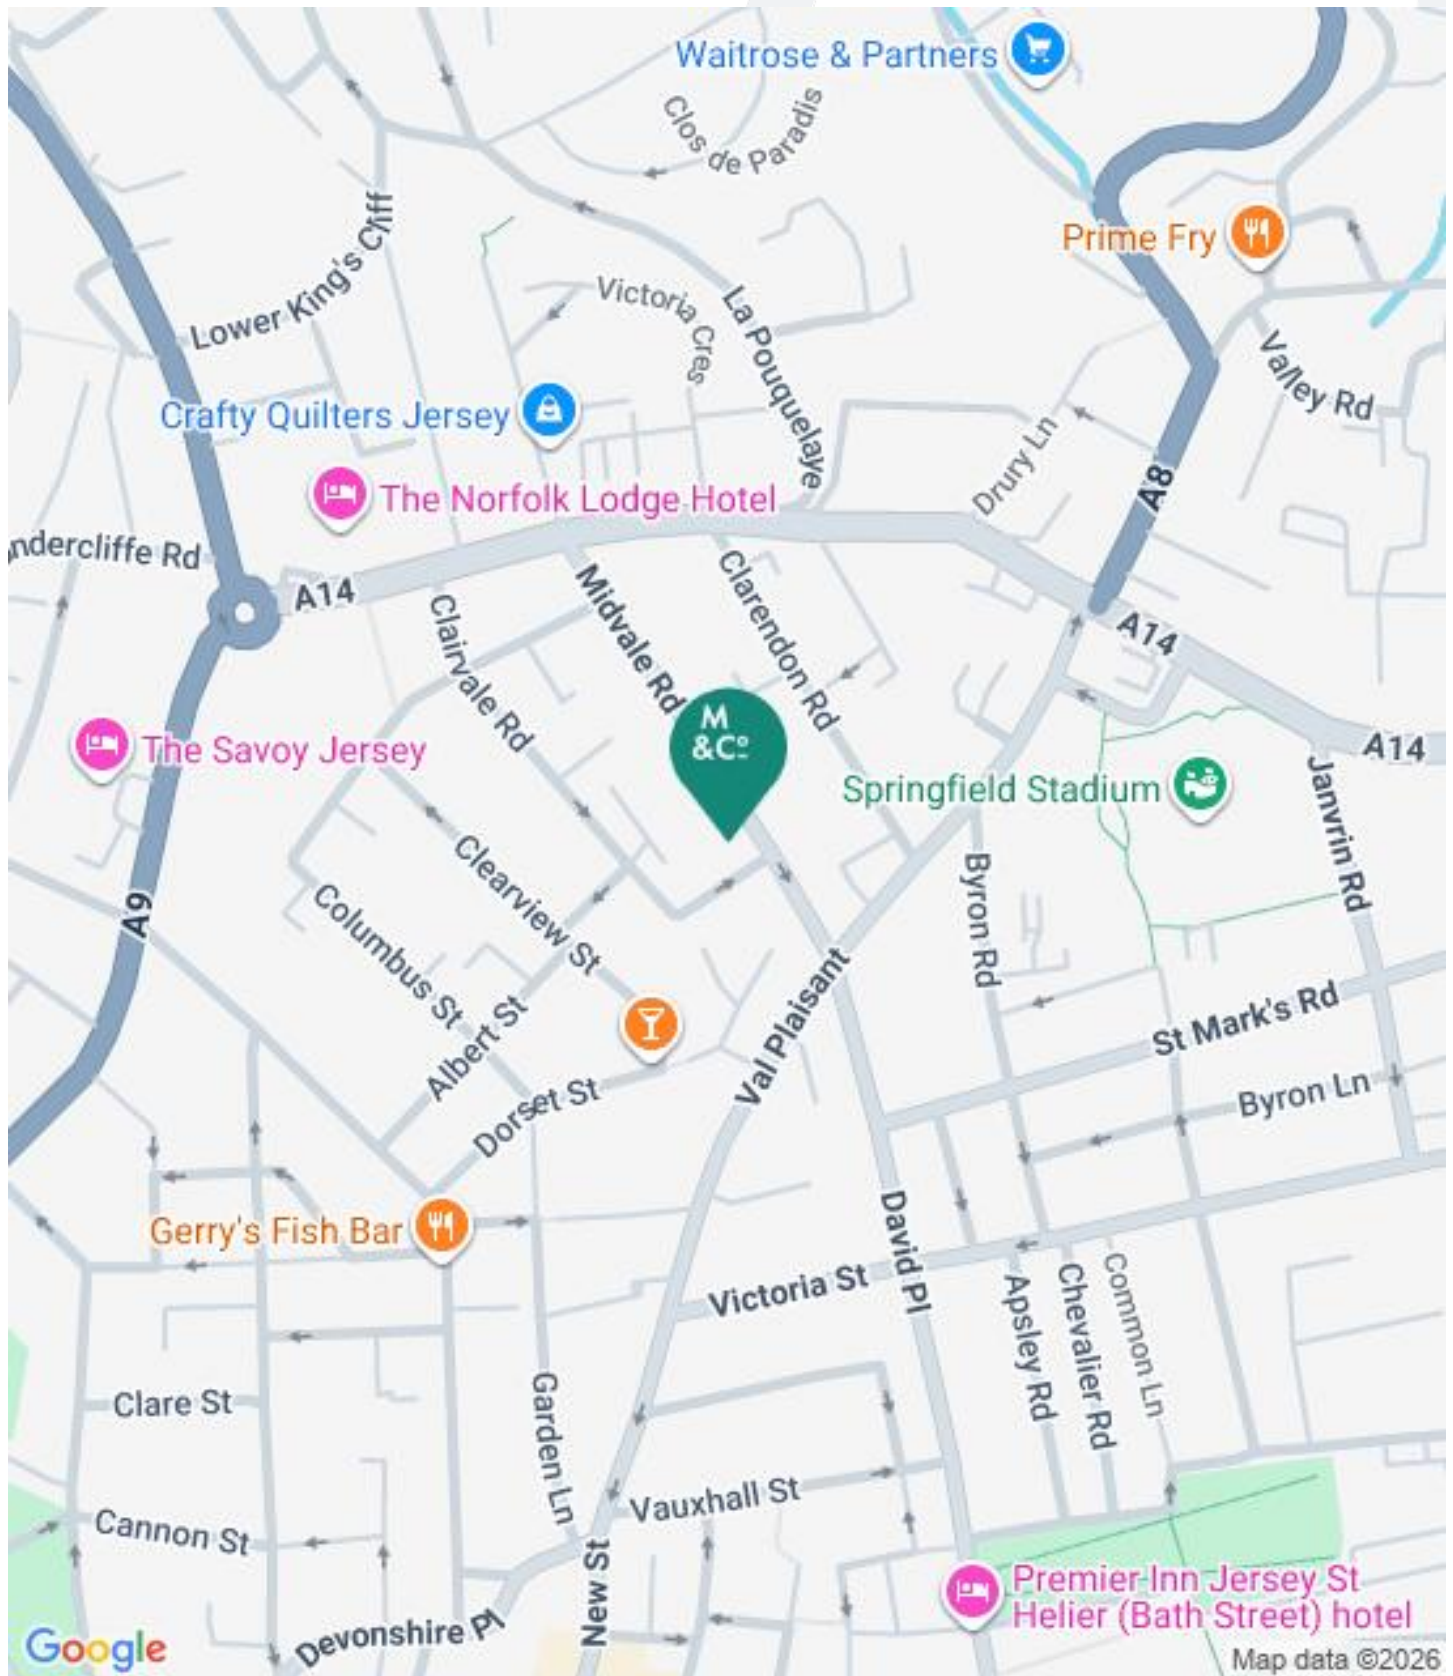 Waitrose & Partners
Clos de Paradis
Prime Fry
Lower King's Cliff
Victoria Cres
La Pouquelaye
Valley Rd
Crafty Quilters Jersey
Drury Ln
A8
The Norfolk Lodge Hotel
ndercliffe Rd
A14
Midvale Rd
Clarendon Rd
A14
Clairvale Rd
M
&Cº
The Savoy Jersey
A14
Springfield Stadium
Janvrin Rd
Clearview St
Byron Rd
A9
Columbus St
Albert St
Val Plaisant
St Mark's Rd
Dorset St
Byron Ln
Gerry's Fish Bar
David Pl
Victoria St
Apsley Rd
Chevalier Rd
Common Ln
Clare St
Garden Ln
Vauxhall St
Cannon St
New St
Premier Inn Jersey St
Helier (Bath Street) hotel
Devonshire Pl
Google
Map data ©2026